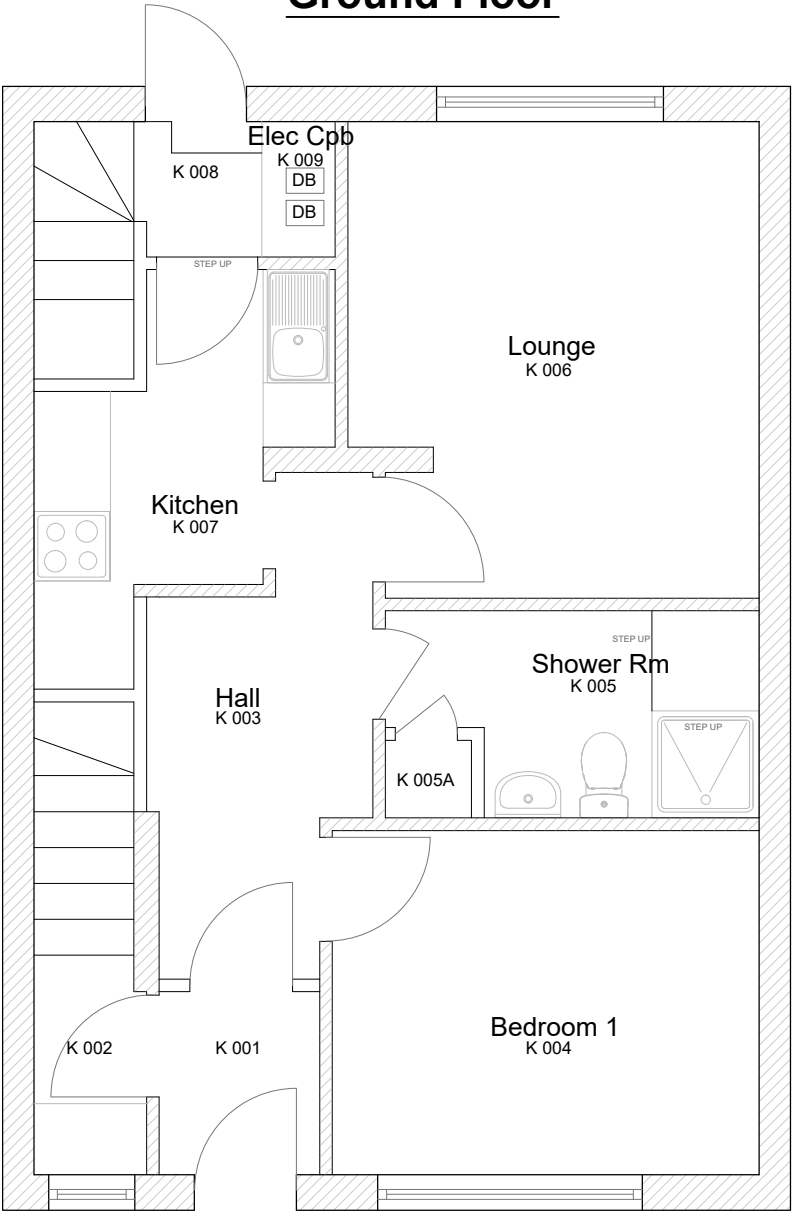 Ground Floor
Elec Cpb
K 009
K 008
DB
DB
STEP UP
Lounge
K 006
Kitchen
K 007
STEP UP
Shower Rm
K 005
Hall
K 003
STEP UP
K 005A
Bedroom 1
K 004
K 002
K 001